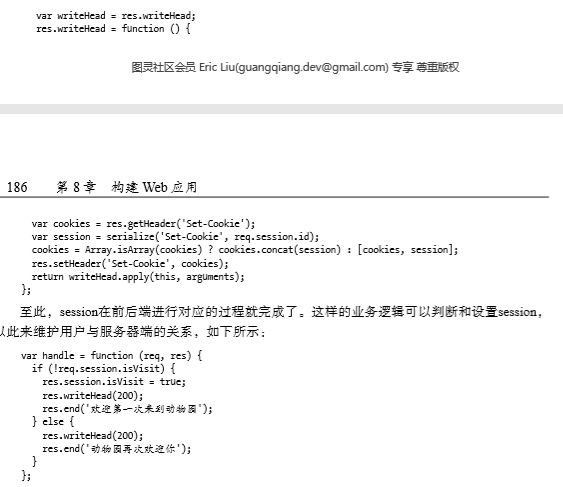 var writeHead = res.writeHead;
res.writeHead = function () {
图灵社区会员 Eric Liu(guangqiang.dev@gmail.com) 专享 尊重版权
186 第 8 章 构建 Web 应用
var cookies = res.getHeader('Set-Cookie');
var session = serialize('Set-Cookie', req.session.id);
cookies = Array.isArray(cookies) ? cookies.concat(session) : [cookies, session];
res.setHeader('Set-Cookie', cookies);
return writeHead.apply(this, arguments);
};
至此，session在前后端进行对应的过程就完成了。这样的业务逻辑可以判断和设置session，
以此来维护用户与服务器端的关系，如下所示：
var handle = function (req, res) {
if (!req.session.isVisit) {
res.session.isVisit = true;
res.writeHead(200);
res.end('欢迎第一次来到动物园');
} else {
res.writeHead(200);
res.end('动物园再次欢迎你');
}
};